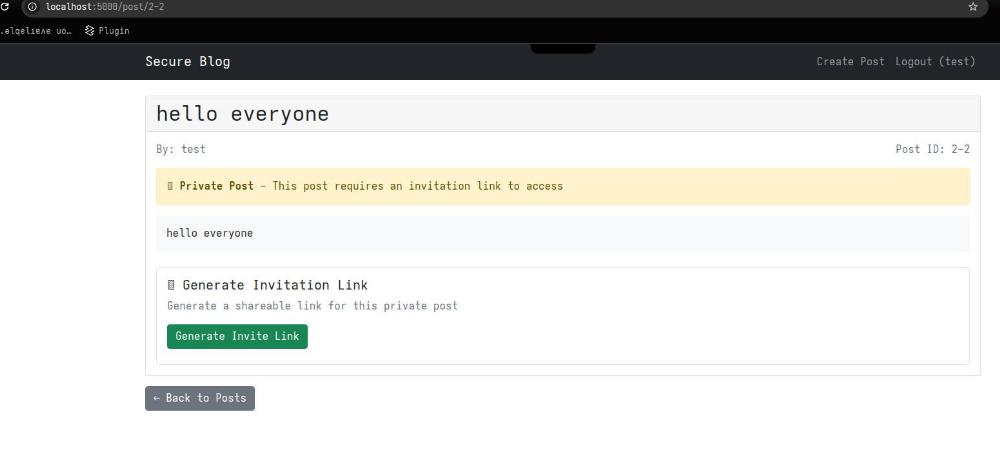 localhost:5000/post/2-2
Plugin
Secure Blog
Create Post Logout (test)
hello everyone
By: test
Post ID: 2-2
Private Post - This post requires an invitation link to access
hello everyone
Generate Invitation Link
Generate a shareable link for this private post
Generate Invite Link
← Back to Posts